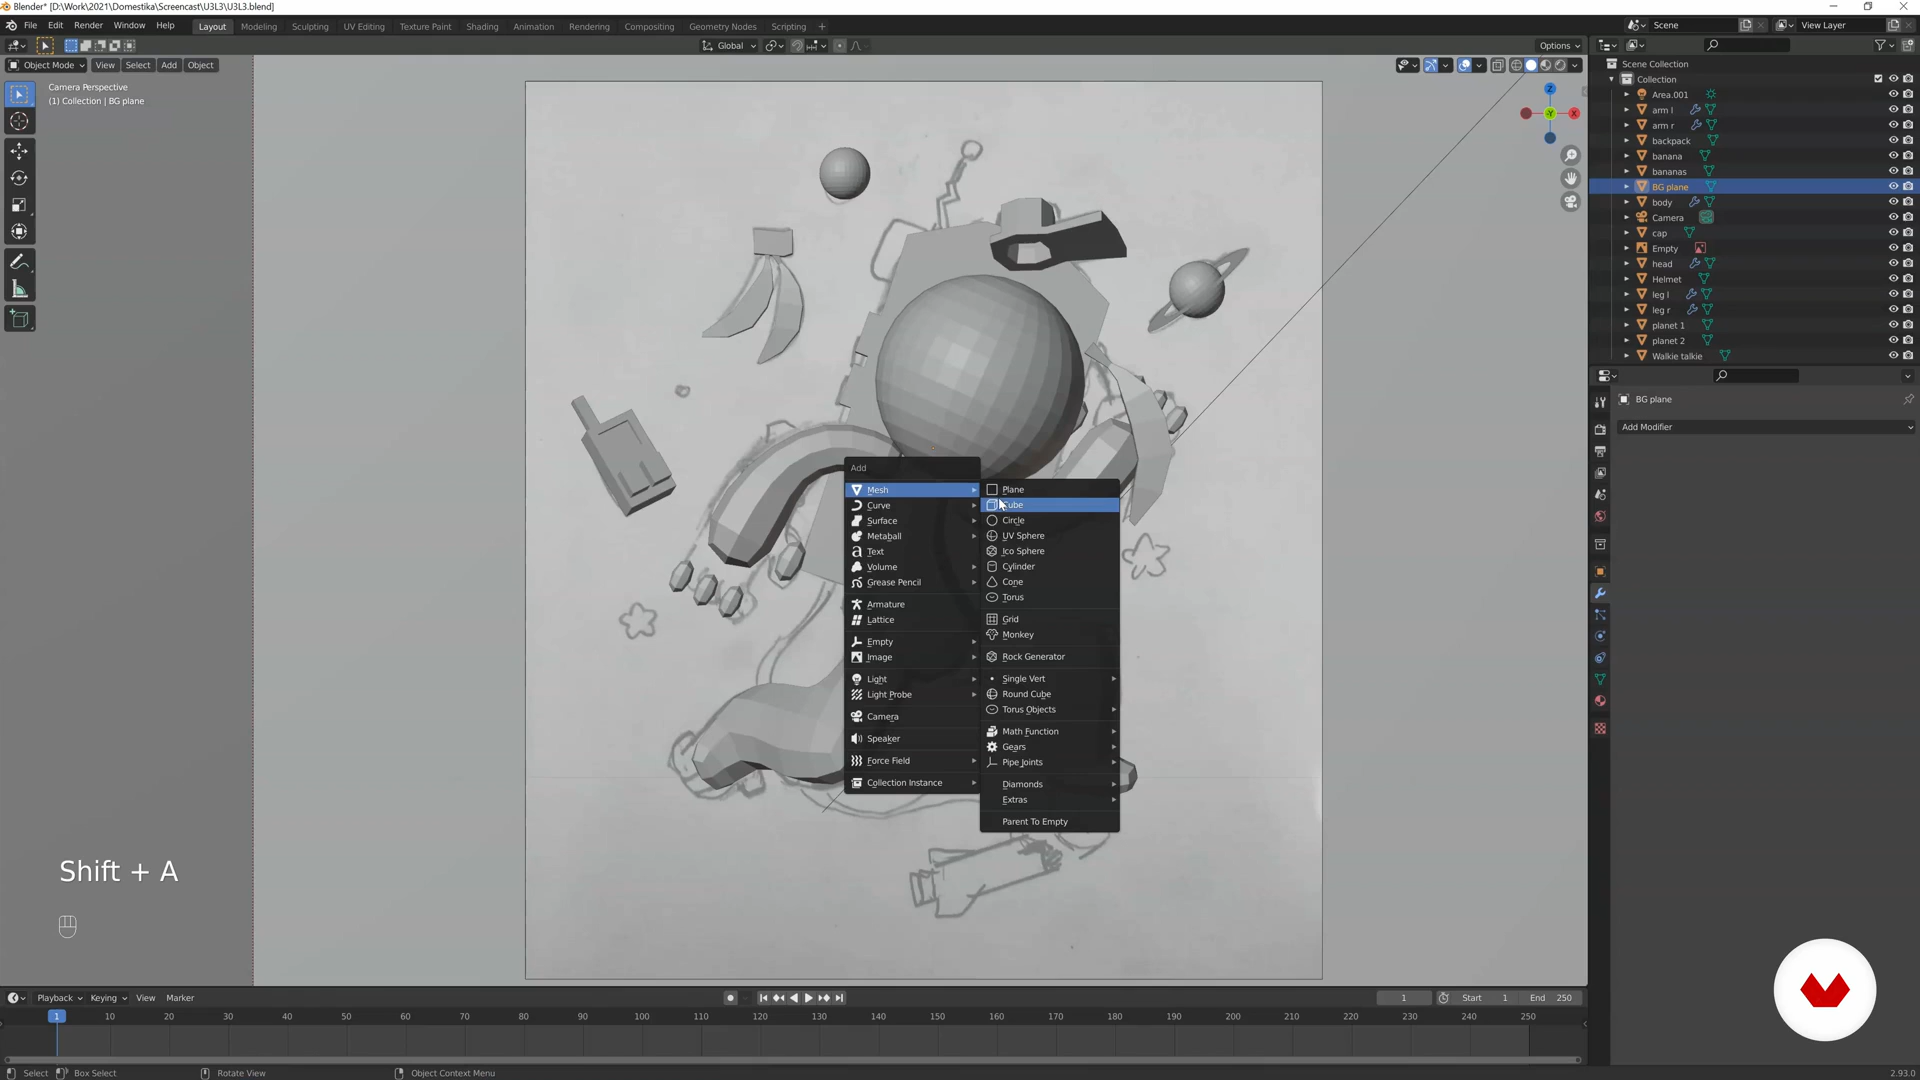 Blender* [D:\Work\2021\Domestika\Screencast\U3L3\U3L3.blend]
File Edit Render Window Help Layout Modeling Sculpting UV Editing Texture Paint Shading Animation Rendering Compositing Geometry Nodes Scripting + Scene View Layer
Global Options
Object Mode View Select Add Object
Camera Perspective
(1) Collection | BG plane
Z
X
Y
Scene Collection
Collection
Area.001
arm l
arm r
backpack
banana
bananas
BG plane
body
Camera
cap
Empty
head
Helmet
leg l
leg r
planet 1
planet 2
Walkie talkie
BG plane
Add Modifier
Add
Mesh
Curve
Surface
Metaball
Text
Volume
Grease Pencil
Armature
Lattice
Empty
Image
Light
Light Probe
Camera
Speaker
Force Field
Collection Instance
Plane
Cube
Circle
UV Sphere
Ico Sphere
Cylinder
Cone
Torus
Grid
Monkey
Rock Generator
Single Vert
Round Cube
Torus Objects
Math Function
Gears
Pipe Joints
Diamonds
Extras
Parent To Empty
Shift + A
Playback Keying View Marker 1 Start 1 End 250
1 10 20 30 40 50 60 70 80 90 100 110 120 130 140 150 160 170 180 190 200 210 220 230 240 250
Select Box Select Rotate View Object Context Menu 2.93.0